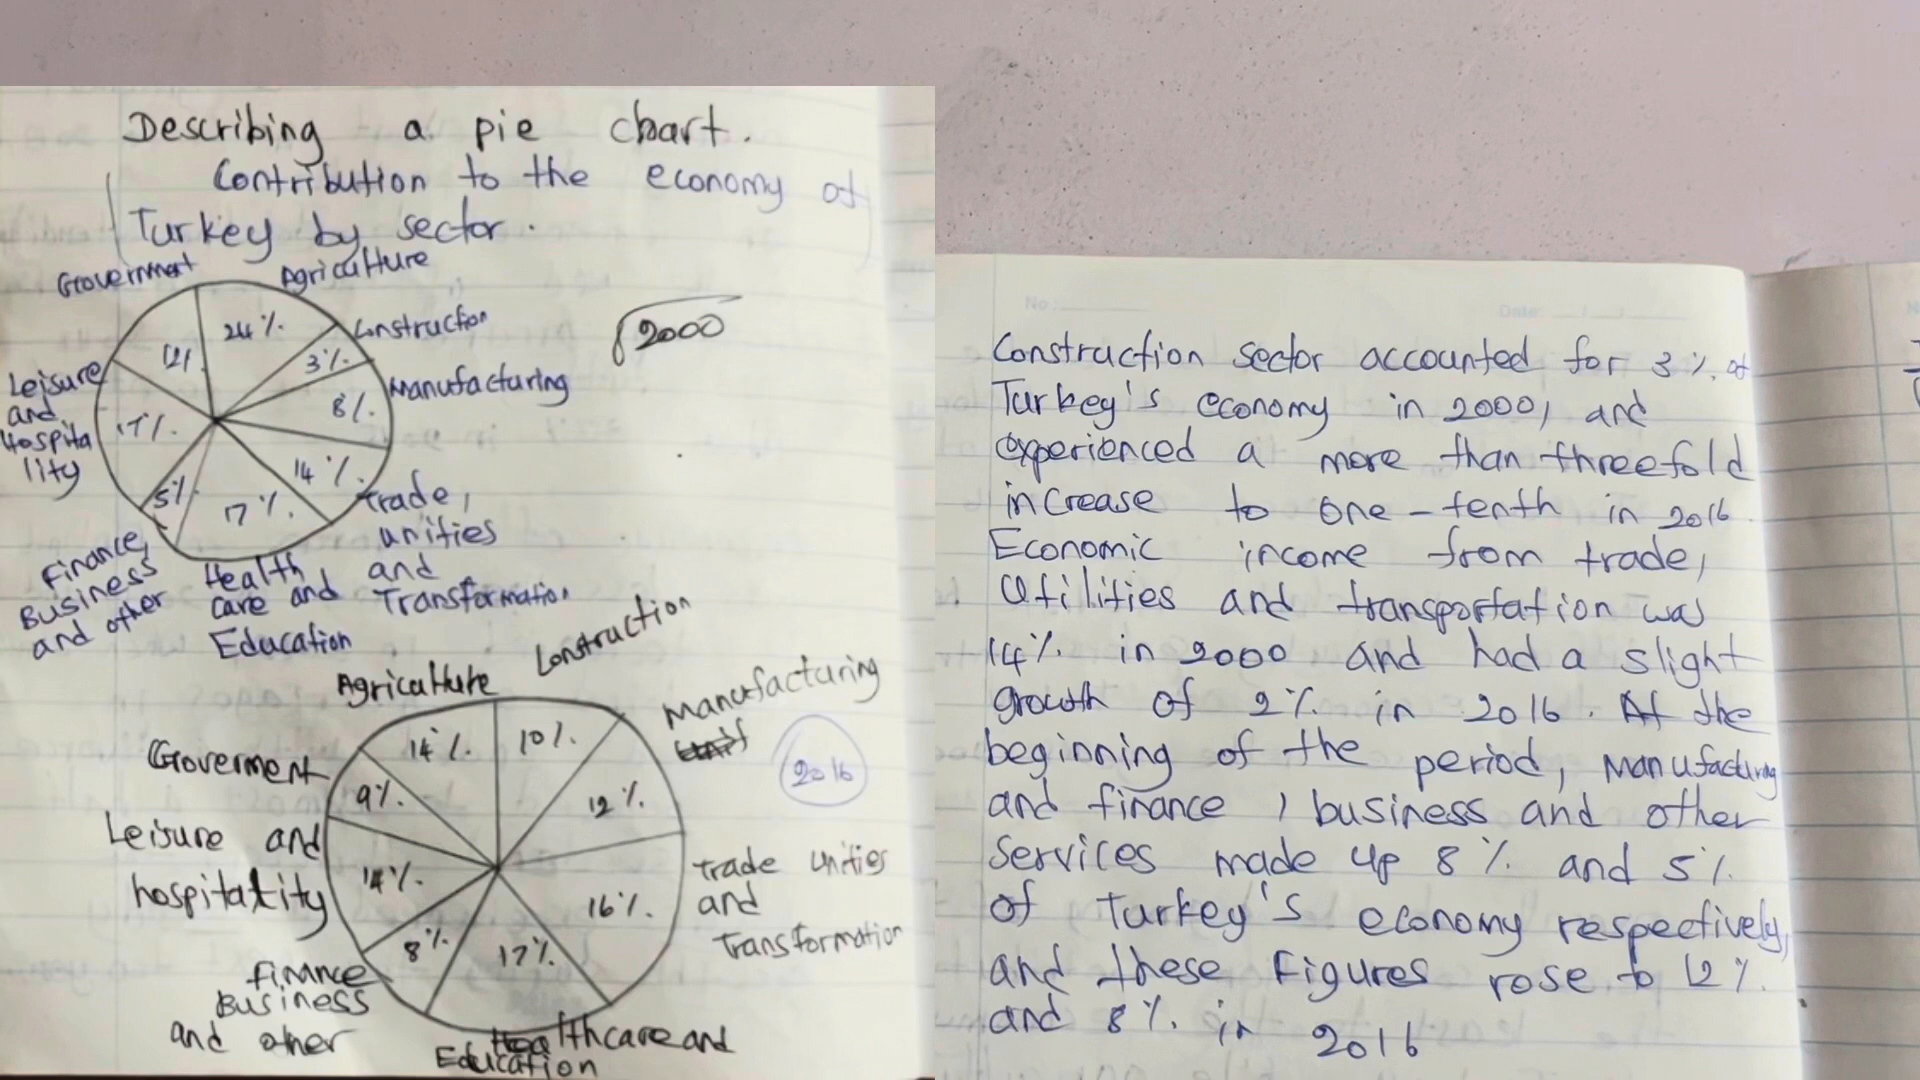 Describing a pie chart.
Contribution to the economy of
Turkey by sector.
Government
Agriculture
24%.
Construction
3%.
2000
Leisure
and
Hospita
lity
12%.
Manufacturing
8%.
14%.
5%.
17%.
Trade,
unities
and
Transformation
Finance,
Business
and other
Health
care and
Education
Agriculture
Construction
Manufacturing
14%.
10%.
2016
Goverment
9%.
12%.
Leisure and
hospitality
14%.
Trade Unities
and
Transformation
16%.
8%.
17%.
Finance
Business
and other
Healthcare and
Education
No:
Date:
Construction sector accounted for 3%. of
Turkey's economy in 2000, and
experienced a more than threefold
increase to one-tenth in 2016
Economic income from trade,
Utilities and transportation was
14%. in 2000 and had a slight
growth of 2%. in 2016. At the
beginning of the period, Manufacturing
and finance, business and other
services made up 8%. and 5%.
of Turkey's economy respectively,
and these Figures rose to 12%.
and 8%. in 2016